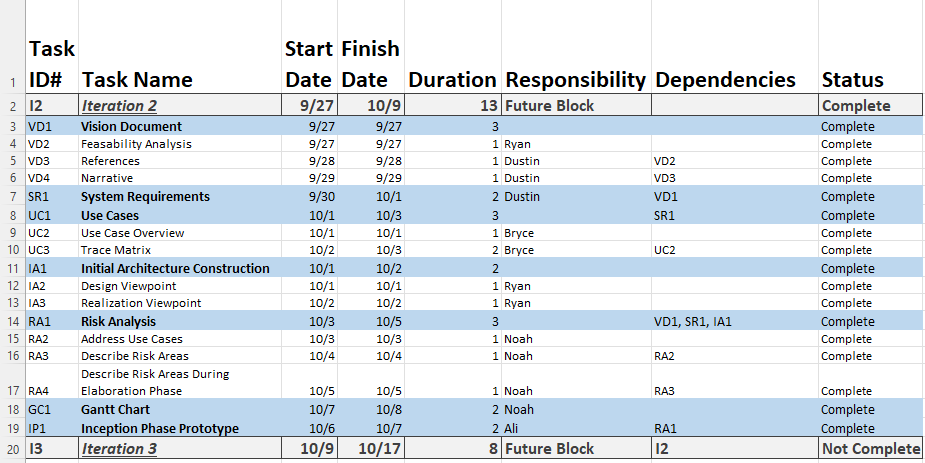 Task Start Finish
1 ID# Task Name Date Date Duration Responsibility Dependencies Status
2 I2 Iteration 2 9/27 10/9 13 Future Block Complete
3 VD1 Vision Document 9/27 9/27 3 Complete
4 VD2 Feasability Analysis 9/27 9/27 1 Ryan Complete
5 VD3 References 9/28 9/28 1 Dustin VD2 Complete
6 VD4 Narrative 9/29 9/29 1 Dustin VD3 Complete
7 SR1 System Requirements 9/30 10/1 2 Dustin VD1 Complete
8 UC1 Use Cases 10/1 10/3 3 SR1 Complete
9 UC2 Use Case Overview 10/1 10/1 1 Bryce Complete
10 UC3 Trace Matrix 10/2 10/3 2 Bryce UC2 Complete
11 IA1 Initial Architecture Construction 10/1 10/2 2 Complete
12 IA2 Design Viewpoint 10/1 10/1 1 Ryan Complete
13 IA3 Realization Viewpoint 10/2 10/2 1 Ryan Complete
14 RA1 Risk Analysis 10/3 10/5 3 VD1, SR1, IA1 Complete
15 RA2 Address Use Cases 10/3 10/3 1 Noah Complete
16 RA3 Describe Risk Areas 10/4 10/4 1 Noah RA2 Complete
Describe Risk Areas During
17 RA4 Elaboration Phase 10/5 10/5 1 Noah RA3 Complete
18 GC1 Gantt Chart 10/7 10/8 2 Noah Complete
19 IP1 Inception Phase Prototype 10/6 10/7 2 Ali RA1 Complete
20 I3 Iteration 3 10/9 10/17 8 Future Block I2 Not Complete